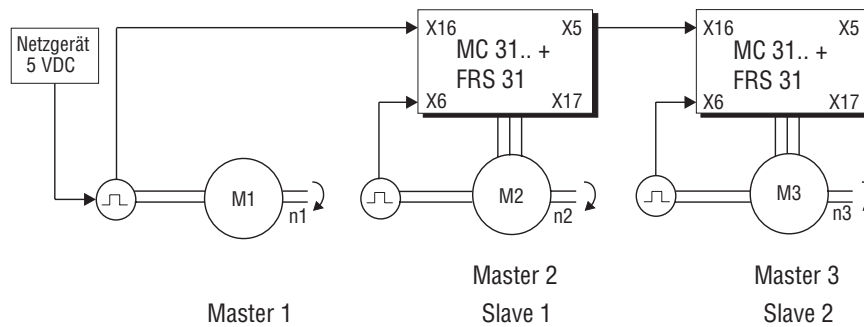 Netzgerät
5 VDC
X16 X5
MC 31.. +
FRS 31
X6 X17
X16 X5
MC 31.. +
FRS 31
X6 X17
M1
n1
M2
n2
M3
n3
Master 2
Master 3
Master 1
Slave 1
Slave 2